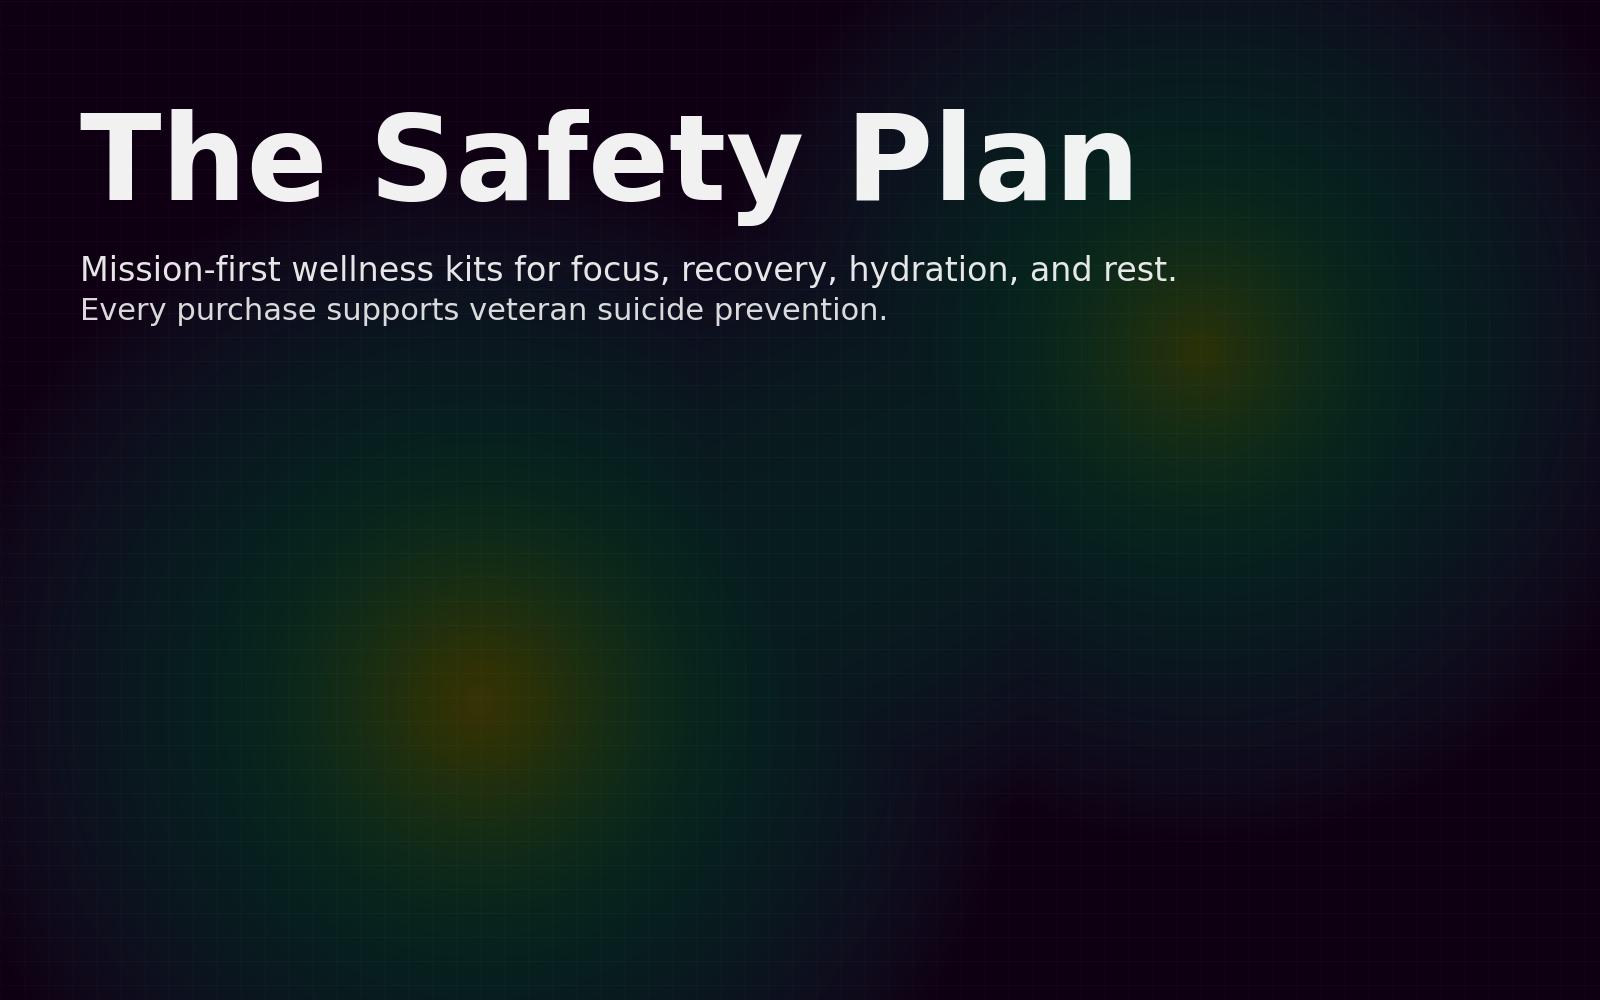 The Safety Plan
Mission-first wellness kits for focus, recovery, hydration, and rest.
Every purchase supports veteran suicide prevention.